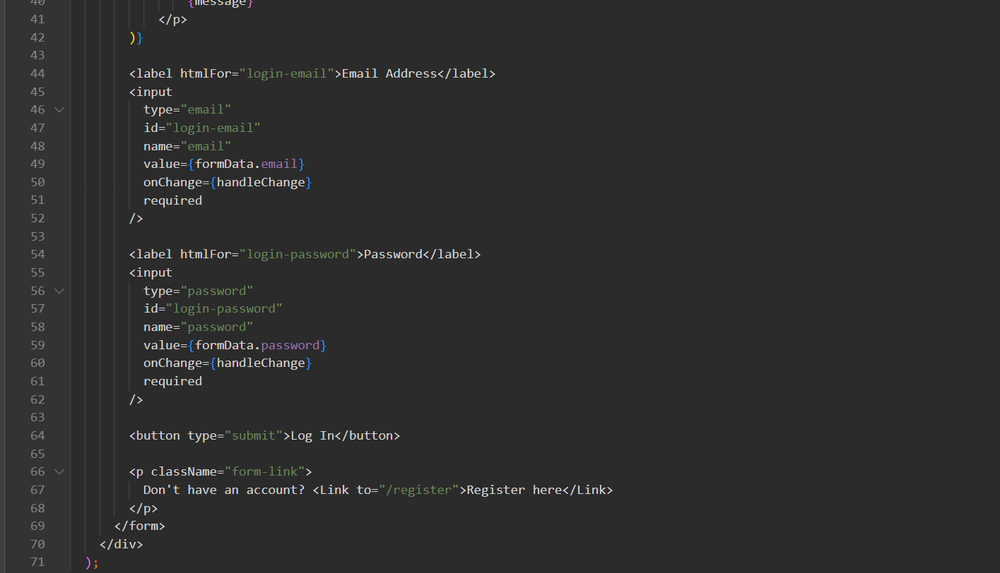 40 {message}
41 </p>
42 )}
43
44 <label htmlFor="login-email">Email Address</label>
45 <input
46 type="email"
47 id="login-email"
48 name="email"
49 value={formData.email}
50 onChange={handleChange}
51 required
52 />
53
54 <label htmlFor="login-password">Password</label>
55 <input
56 type="password"
57 id="login-password"
58 name="password"
59 value={formData.password}
60 onChange={handleChange}
61 required
62 />
63
64 <button type="submit">Log In</button>
65
66 <p className="form-link">
67 Don't have an account? <Link to="/register">Register here</Link>
68 </p>
69 </form>
70 </div>
71 );